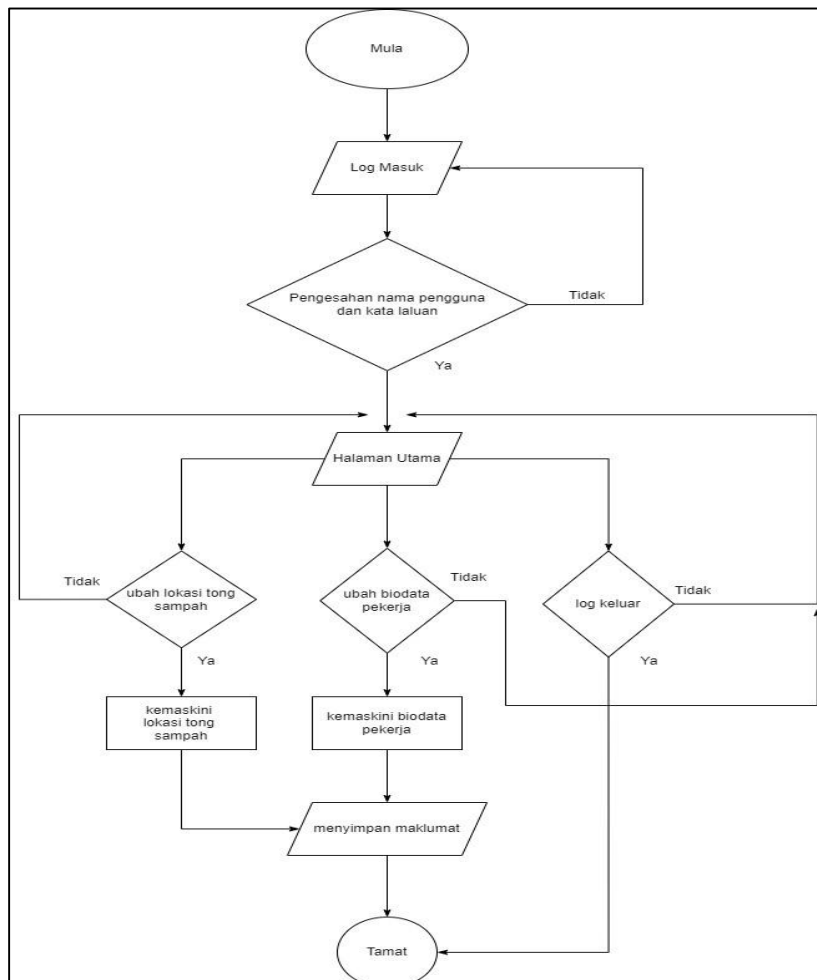 Mula
Log Masuk
Pengesahan nama pengguna
dan kata laluan
Tidak
Ya
Halaman Utama
Tidak
ubah lokasi tong
sampah
ubah biodata
pekerja
Tidak
log keluar
Tidak
Ya
Ya
Ya
kemaskini
lokasi tong
sampah
kemaskini biodata
pekerja
menyimpan maklumat
Tamat